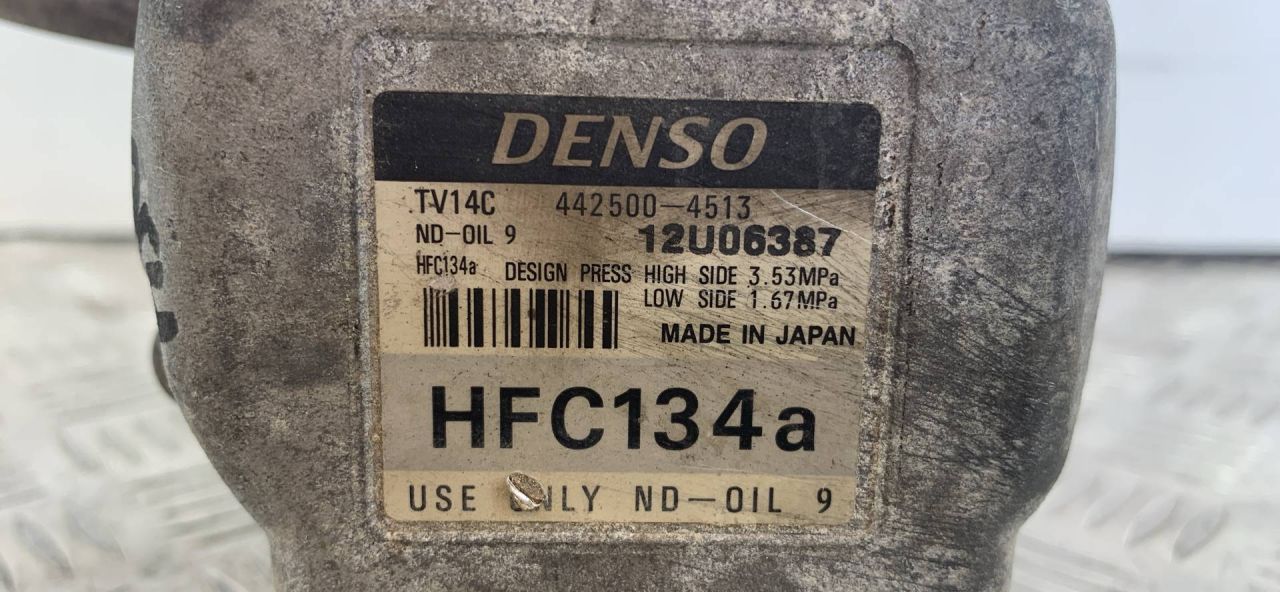 DENSO
TV14C 442500-4513
ND-OIL 9 12U06387
HFC134a DESIGN PRESS HIGH SIDE 3.53MPa
LOW SIDE 1.67MPa
MADE IN JAPAN
HFC134a
USE ONLY ND-OIL 9